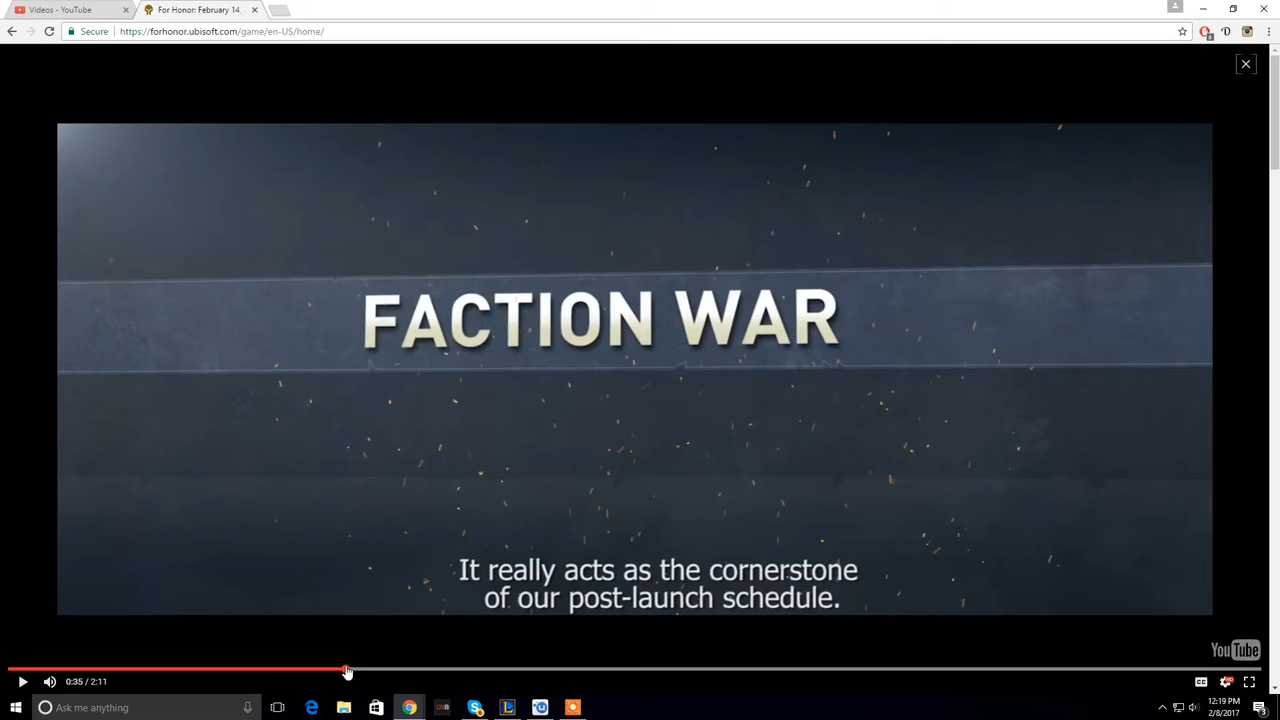 Videos - YouTube
For Honor: February 14,
Secure
https://forhonor.ubisoft.com/game/en-US/home/
FACTION WAR
It really acts as the cornerstone
of our post-launch schedule.
YouTube
0:35 / 2:11
CC
HD
Ask me anything
12:19 PM
2/8/2017